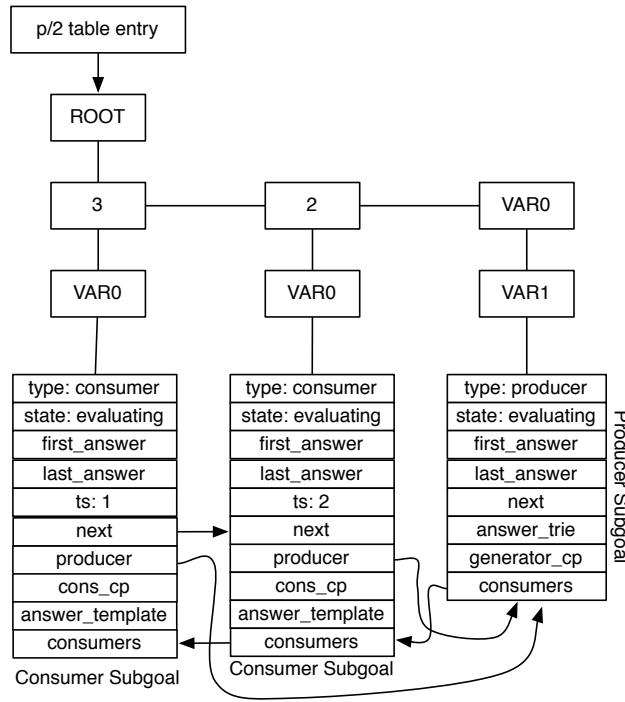 p/2 table entry
ROOT
3
2
VAR0
VAR0
VAR0
VAR1
type: consumer
state: evaluating
first_answer
last_answer
ts: 1
next
producer
cons_cp
answer_template
consumers
Consumer Subgoal
type: consumer
state: evaluating
first_answer
last_answer
ts: 2
next
producer
cons_cp
answer_template
consumers
Consumer Subgoal
type: producer
state: evaluating
first_answer
last_answer
next
answer_trie
generator_cp
consumers
Producer Subgoal